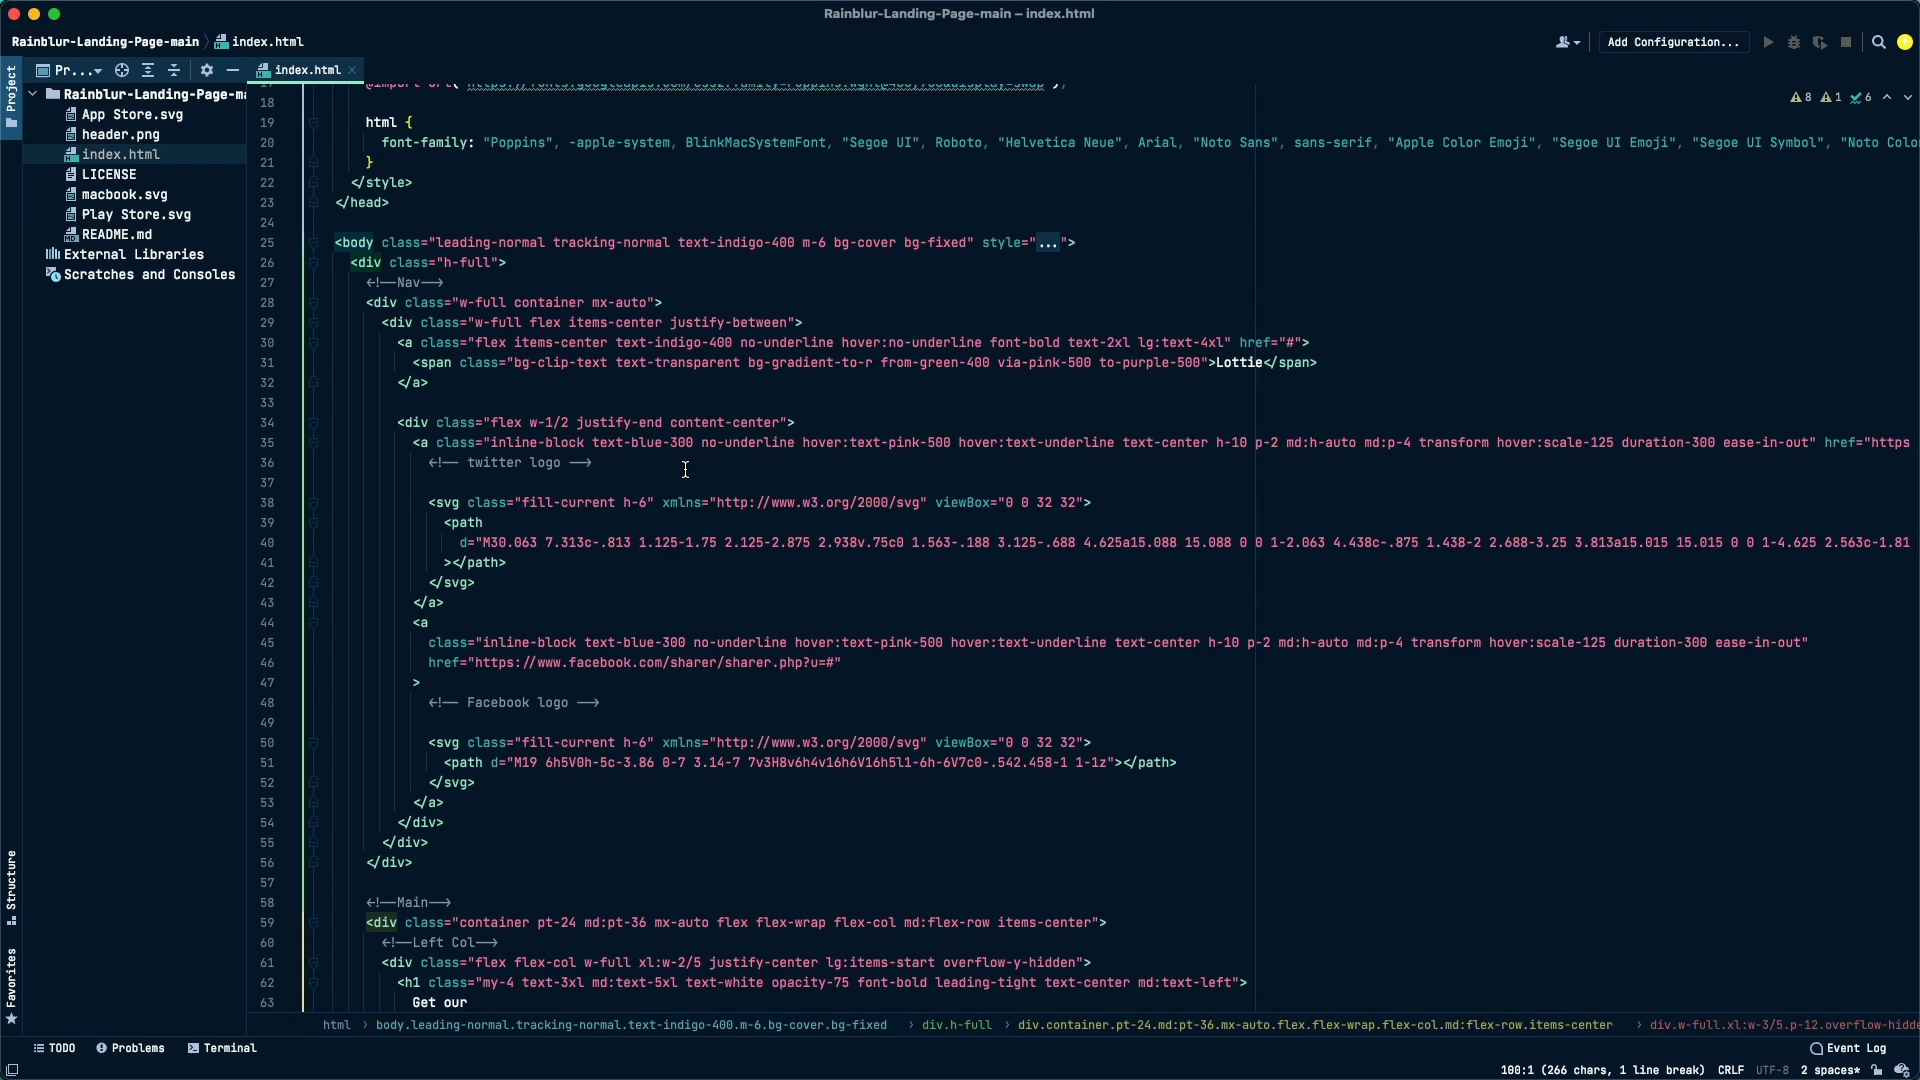 Rainblur-Landing-Page-main – index.html
Rainblur-Landing-Page-main
index.html
Add Configuration...
Project
Pr...
index.html
Rainblur-Landing-Page-ma
App Store.svg
header.png
index.html
LICENSE
macbook.svg
Play Store.svg
README.md
External Libraries
Scratches and Consoles
8 1 6
18
19 html {
20 font-family: "Poppins", -apple-system, BlinkMacSystemFont, "Segoe UI", Roboto, "Helvetica Neue", Arial, "Noto Sans", sans-serif, "Apple Color Emoji", "Segoe UI Emoji", "Segoe UI Symbol", "Noto Colo
21 }
22 </style>
23 </head>
24
25 <body class="leading-normal tracking-normal text-indigo-400 m-6 bg-cover bg-fixed" style="...">
26 <div class="h-full">
27 <!--Nav-->
28 <div class="w-full container mx-auto">
29 <div class="w-full flex items-center justify-between">
30 <a class="flex items-center text-indigo-400 no-underline hover:no-underline font-bold text-2xl lg:text-4xl" href="#">
31 <span class="bg-clip-text text-transparent bg-gradient-to-r from-green-400 via-pink-500 to-purple-500">Lottie</span>
32 </a>
33
34 <div class="flex w-1/2 justify-end content-center">
35 <a class="inline-block text-blue-300 no-underline hover:text-pink-500 hover:text-underline text-center h-10 p-2 md:h-auto md:p-4 transform hover:scale-125 duration-300 ease-in-out" href="https
36 <!-- twitter logo -->
37
38 <svg class="fill-current h-6" xmlns="http://www.w3.org/2000/svg" viewBox="0 0 32 32">
39 <path
40 d="M30.063 7.313c-.813 1.125-1.75 2.125-2.875 2.938v.75c0 1.563-.188 3.125-.688 4.625a15.088 15.088 0 0 1-2.063 4.438c-.875 1.438-2 2.688-3.25 3.813a15.015 15.015 0 0 1-4.625 2.563c-1.81
41 ></path>
42 </svg>
43 </a>
44 <a
45 class="inline-block text-blue-300 no-underline hover:text-pink-500 hover:text-underline text-center h-10 p-2 md:h-auto md:p-4 transform hover:scale-125 duration-300 ease-in-out"
46 href="https://www.facebook.com/sharer/sharer.php?u=#"
47 >
48 <!-- Facebook logo -->
49
50 <svg class="fill-current h-6" xmlns="http://www.w3.org/2000/svg" viewBox="0 0 32 32">
51 <path d="M19 6h5V0h-5c-3.86 0-7 3.14-7 7v3H8v6h4v16h6V16h5l1-6h-6V7c0-.542.458-1 1-1z"></path>
52 </svg>
53 </a>
54 </div>
55 </div>
56 </div>
57
58 <!--Main-->
59 <div class="container pt-24 md:pt-36 mx-auto flex flex-wrap flex-col md:flex-row items-center">
60 <!--Left Col-->
61 <div class="flex flex-col w-full xl:w-2/5 justify-center lg:items-start overflow-y-hidden">
62 <h1 class="my-4 text-3xl md:text-5xl text-white opacity-75 font-bold leading-tight text-center md:text-left">
63 Get our
Structure
Favorites
html
body.leading-normal.tracking-normal.text-indigo-400.m-6.bg-cover.bg-fixed
div.h-full
div.container.pt-24.md:pt-36.mx-auto.flex.flex-wrap.flex-col.md:flex-row.items-center
div.w-full.xl:w-3/5.p-12.overflow-hidde
TODO
Problems
Terminal
Event Log
100:1 (266 chars, 1 line break)
CRLF
UTF-8
2 spaces*